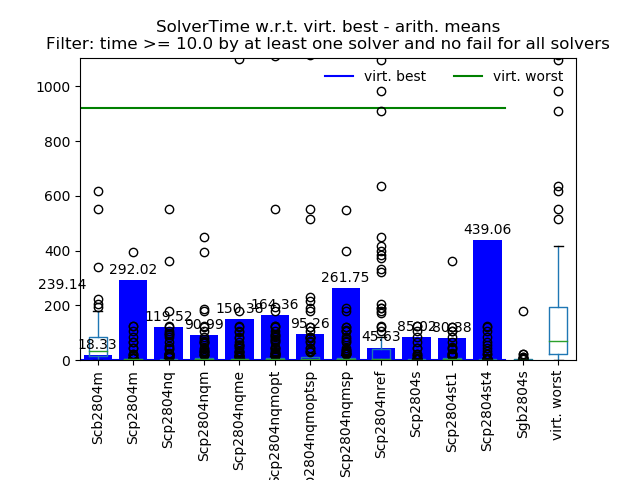 SolverTime w.r.t. virt. best - arith. means
Filter: time >= 10.0 by at least one solver and no fail for all solvers
virt. best
virt. worst
1000
800
600
400
200
0
239.14
18.33
292.02
119.52
90.99
150.38
164.36
95.26
261.75
45.63
85.02
80.88
439.06
Scb2804m
Scp2804m
Scp2804nq
Scp2804nqm
Scp2804nqme
Scp2804nqmopt
p2804nqmoptsp
Scp2804nqmsp
Scp2804nref
Scp2804s
Scp2804st1
Scp2804st4
Sgb2804s
virt. worst